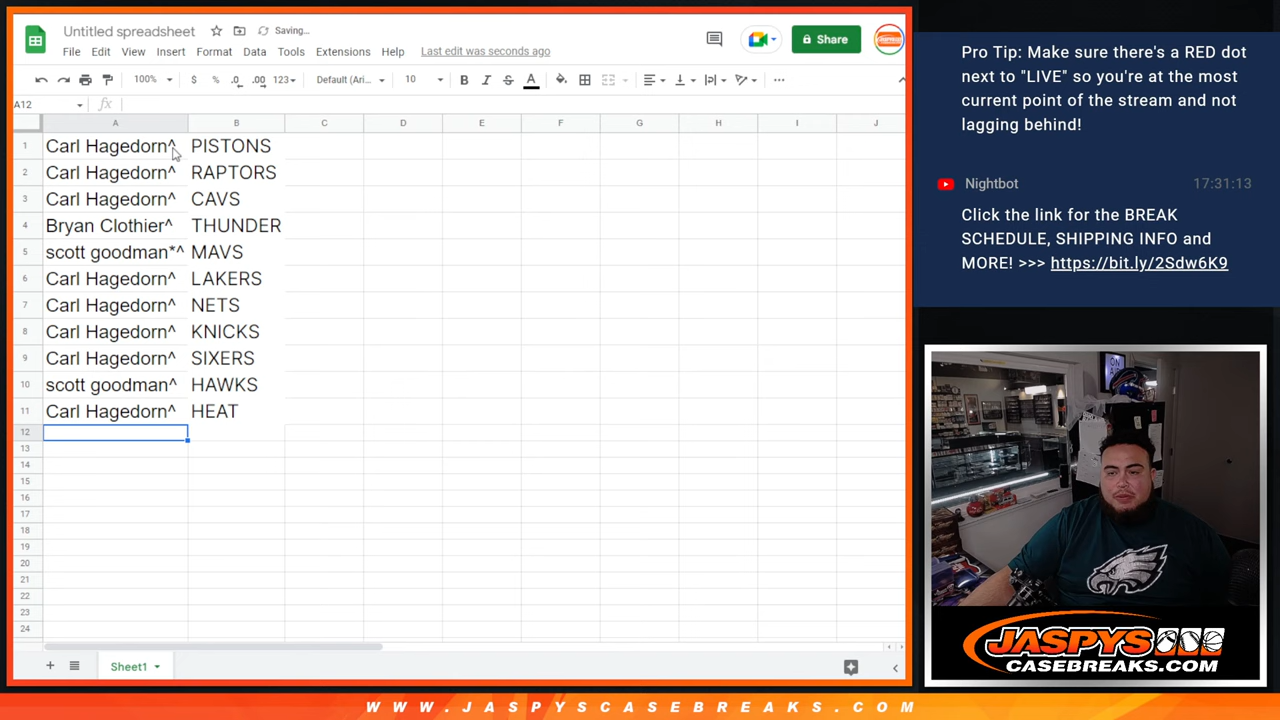 Untitled spreadsheet
Saving...
File Edit View Insert Format Data Tools Extensions Help Last edit was seconds ago
Share
100% $ % .0 .00 123 Default (Ari... 10 B I S A
A12 fx
A B C D E F G H I J
1 Carl Hagedorn^ PISTONS
2 Carl Hagedorn^ RAPTORS
3 Carl Hagedorn^ CAVS
4 Bryan Clothier^ THUNDER
5 scott goodman*^ MAVS
6 Carl Hagedorn^ LAKERS
7 Carl Hagedorn^ NETS
8 Carl Hagedorn^ KNICKS
9 Carl Hagedorn^ SIXERS
10 scott goodman^ HAWKS
11 Carl Hagedorn^ HEAT
12
13
14
15
16
17
18
19
20
21
22
23
24
Sheet1
Pro Tip: Make sure there's a RED dot
next to "LIVE" so you're at the most
current point of the stream and not
lagging behind!
Nightbot 17:31:13
Click the link for the BREAK
SCHEDULE, SHIPPING INFO and
MORE! >>> https://bit.ly/2Sdw6K9
JASPYS
CASEBREAKS.COM
WWW.JASPYSCASEBREAKS.COM